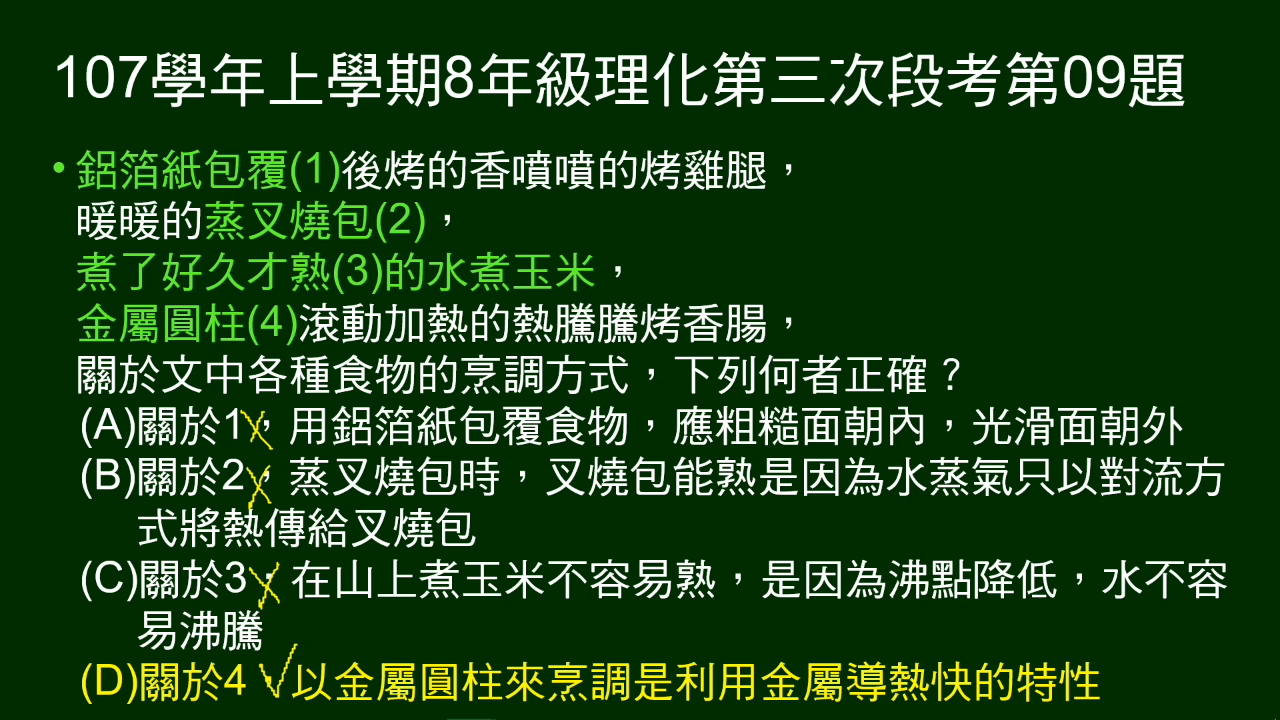 107學年上學期8年級理化第三次段考第09題
• 鋁箔紙包覆(1)後烤的香噴噴的烤雞腿，
暖暖的蒸叉燒包(2)，
煮了好久才熟(3)的水煮玉米，
金屬圓柱(4)滾動加熱的熱騰騰烤香腸，
關於文中各種食物的烹調方式，下列何者正確？
(A)關於1，用鋁箔紙包覆食物，應粗糙面朝內，光滑面朝外
(B)關於2，蒸叉燒包時，叉燒包能熟是因為水蒸氣只以對流方
式將熱傳給叉燒包
(C)關於3，在山上煮玉米不容易熟，是因為沸點降低，水不容
易沸騰
(D)關於4，以金屬圓柱來烹調是利用金屬導熱快的特性